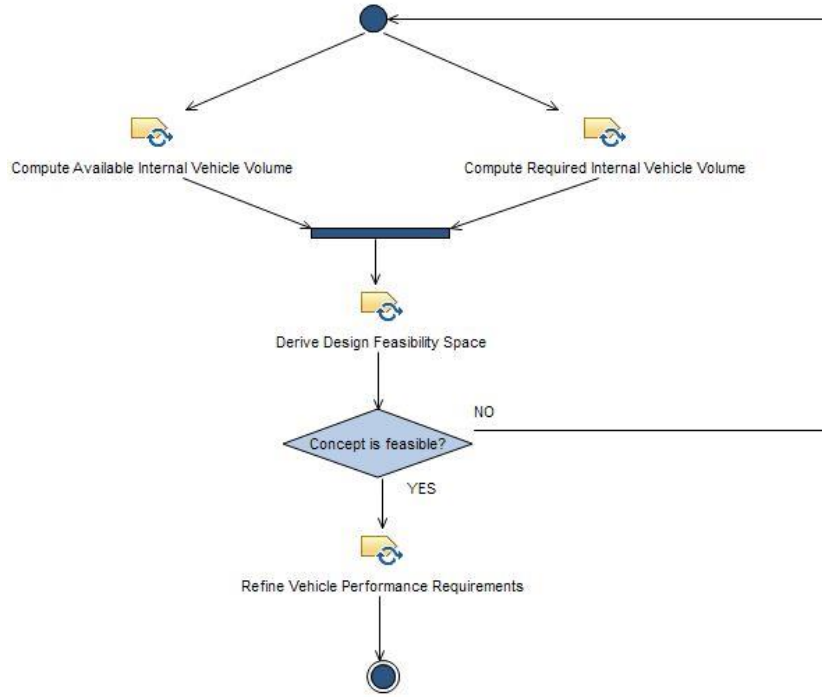 Compute Available Internal Vehicle Volume
Compute Required Internal Vehicle Volume
Derive Design Feasibility Space
NO
Concept is feasible?
YES
Refine Vehicle Performance Requirements